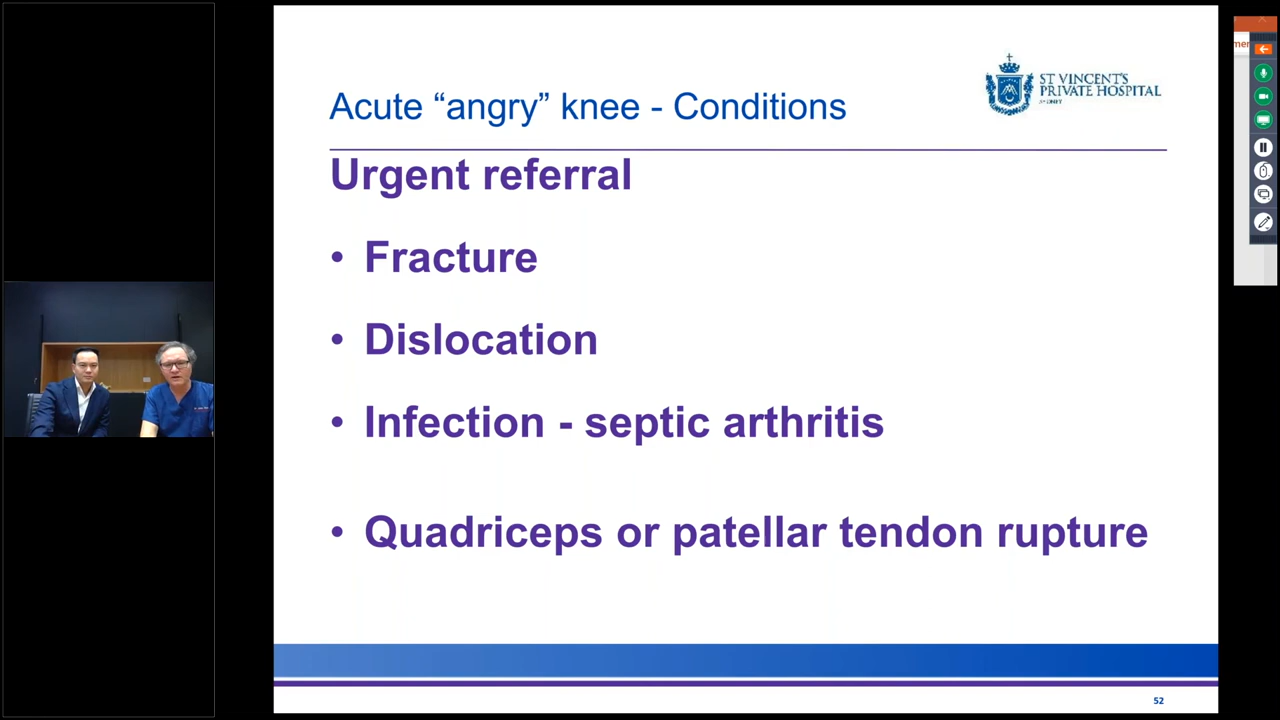 Acute “angry” knee - Conditions
ST VINCENT'S
PRIVATE HOSPITAL
SYDNEY
Urgent referral
• Fracture
• Dislocation
• Infection - septic arthritis
• Quadriceps or patellar tendon rupture
52